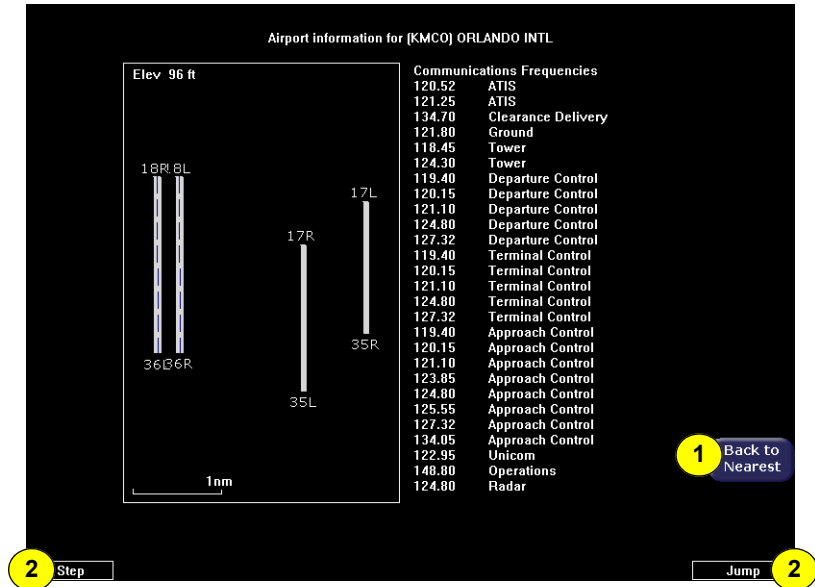 Airport information for (KMCO) ORLANDO INTL
Elev 96 ft
18R 8L
17L
17R
36L 36R
35R
35L
1nm
Communications Frequencies
120.52 ATIS
121.25 ATIS
134.70 Clearance Delivery
121.80 Ground
118.45 Tower
124.30 Tower
119.40 Departure Control
120.15 Departure Control
121.10 Departure Control
124.80 Departure Control
127.32 Departure Control
119.40 Terminal Control
120.15 Terminal Control
121.10 Terminal Control
124.80 Terminal Control
127.32 Terminal Control
119.40 Approach Control
120.15 Approach Control
121.10 Approach Control
123.85 Approach Control
124.80 Approach Control
125.55 Approach Control
127.32 Approach Control
134.05 Approach Control
122.95 Unicom
148.80 Operations
124.80 Radar
1 Back to
Nearest
2 Step
Jump 2